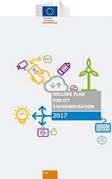 ROLLING PLAN
FOR ICT
STANDARDISATION
2017